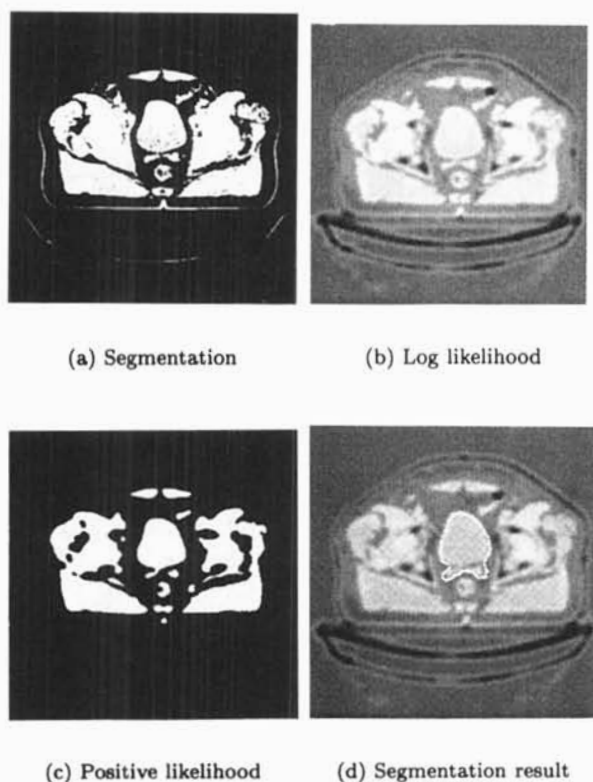 (a) Segmentation
(b) Log likelihood
(c) Positive likelihood
(d) Segmentation result